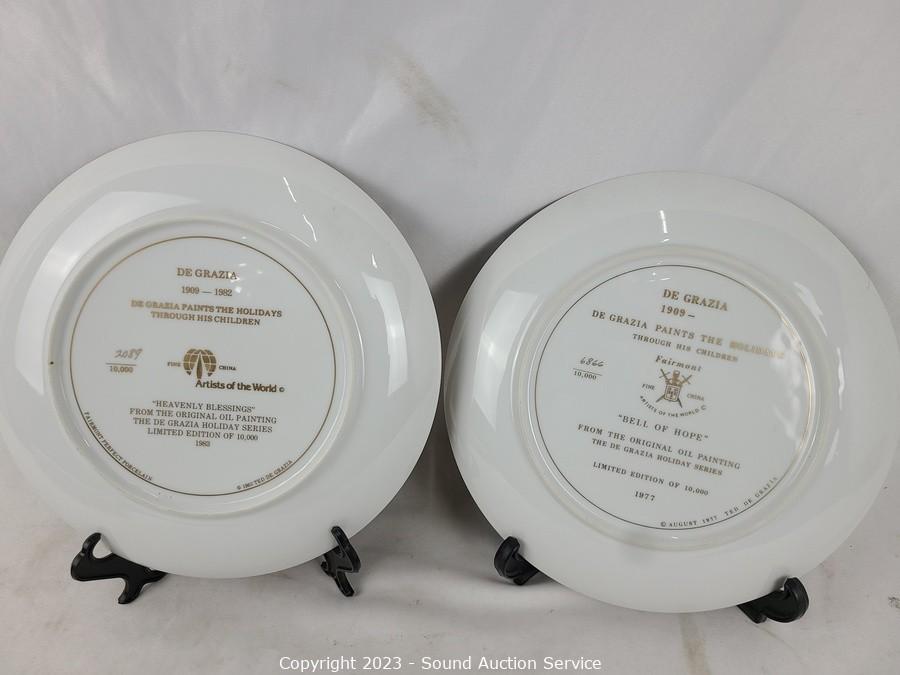 DE GRAZIA
1909 — 1982
DE GRAZIA PAINTS THE HOLIDAYS
THROUGH HIS CHILDREN
2089
10,000
FINE CHINA
Artists of the World ©
"HEAVENLY BLESSINGS"
FROM THE ORIGINAL OIL PAINTING
THE DE GRAZIA HOLIDAY SERIES
LIMITED EDITION OF 10,000
1983
FAIRMONT PERFECT PORCELAIN
TED DE GRAZIA
DE GRAZIA
1909 –
DE GRAZIA PAINTS THE HOLIDAYS
THROUGH HIS CHILDREN
Fairmont
6866
10,000
FINE CHINA
ARTISTS OF THE WORLD ©
"BELL OF HOPE"
FROM THE ORIGINAL OIL PAINTING
THE DE GRAZIA HOLIDAY SERIES
LIMITED EDITION OF 10,000
1977
© AUGUST 1977 TED DE GRAZIA
Copyright 2023 - Sound Auction Service